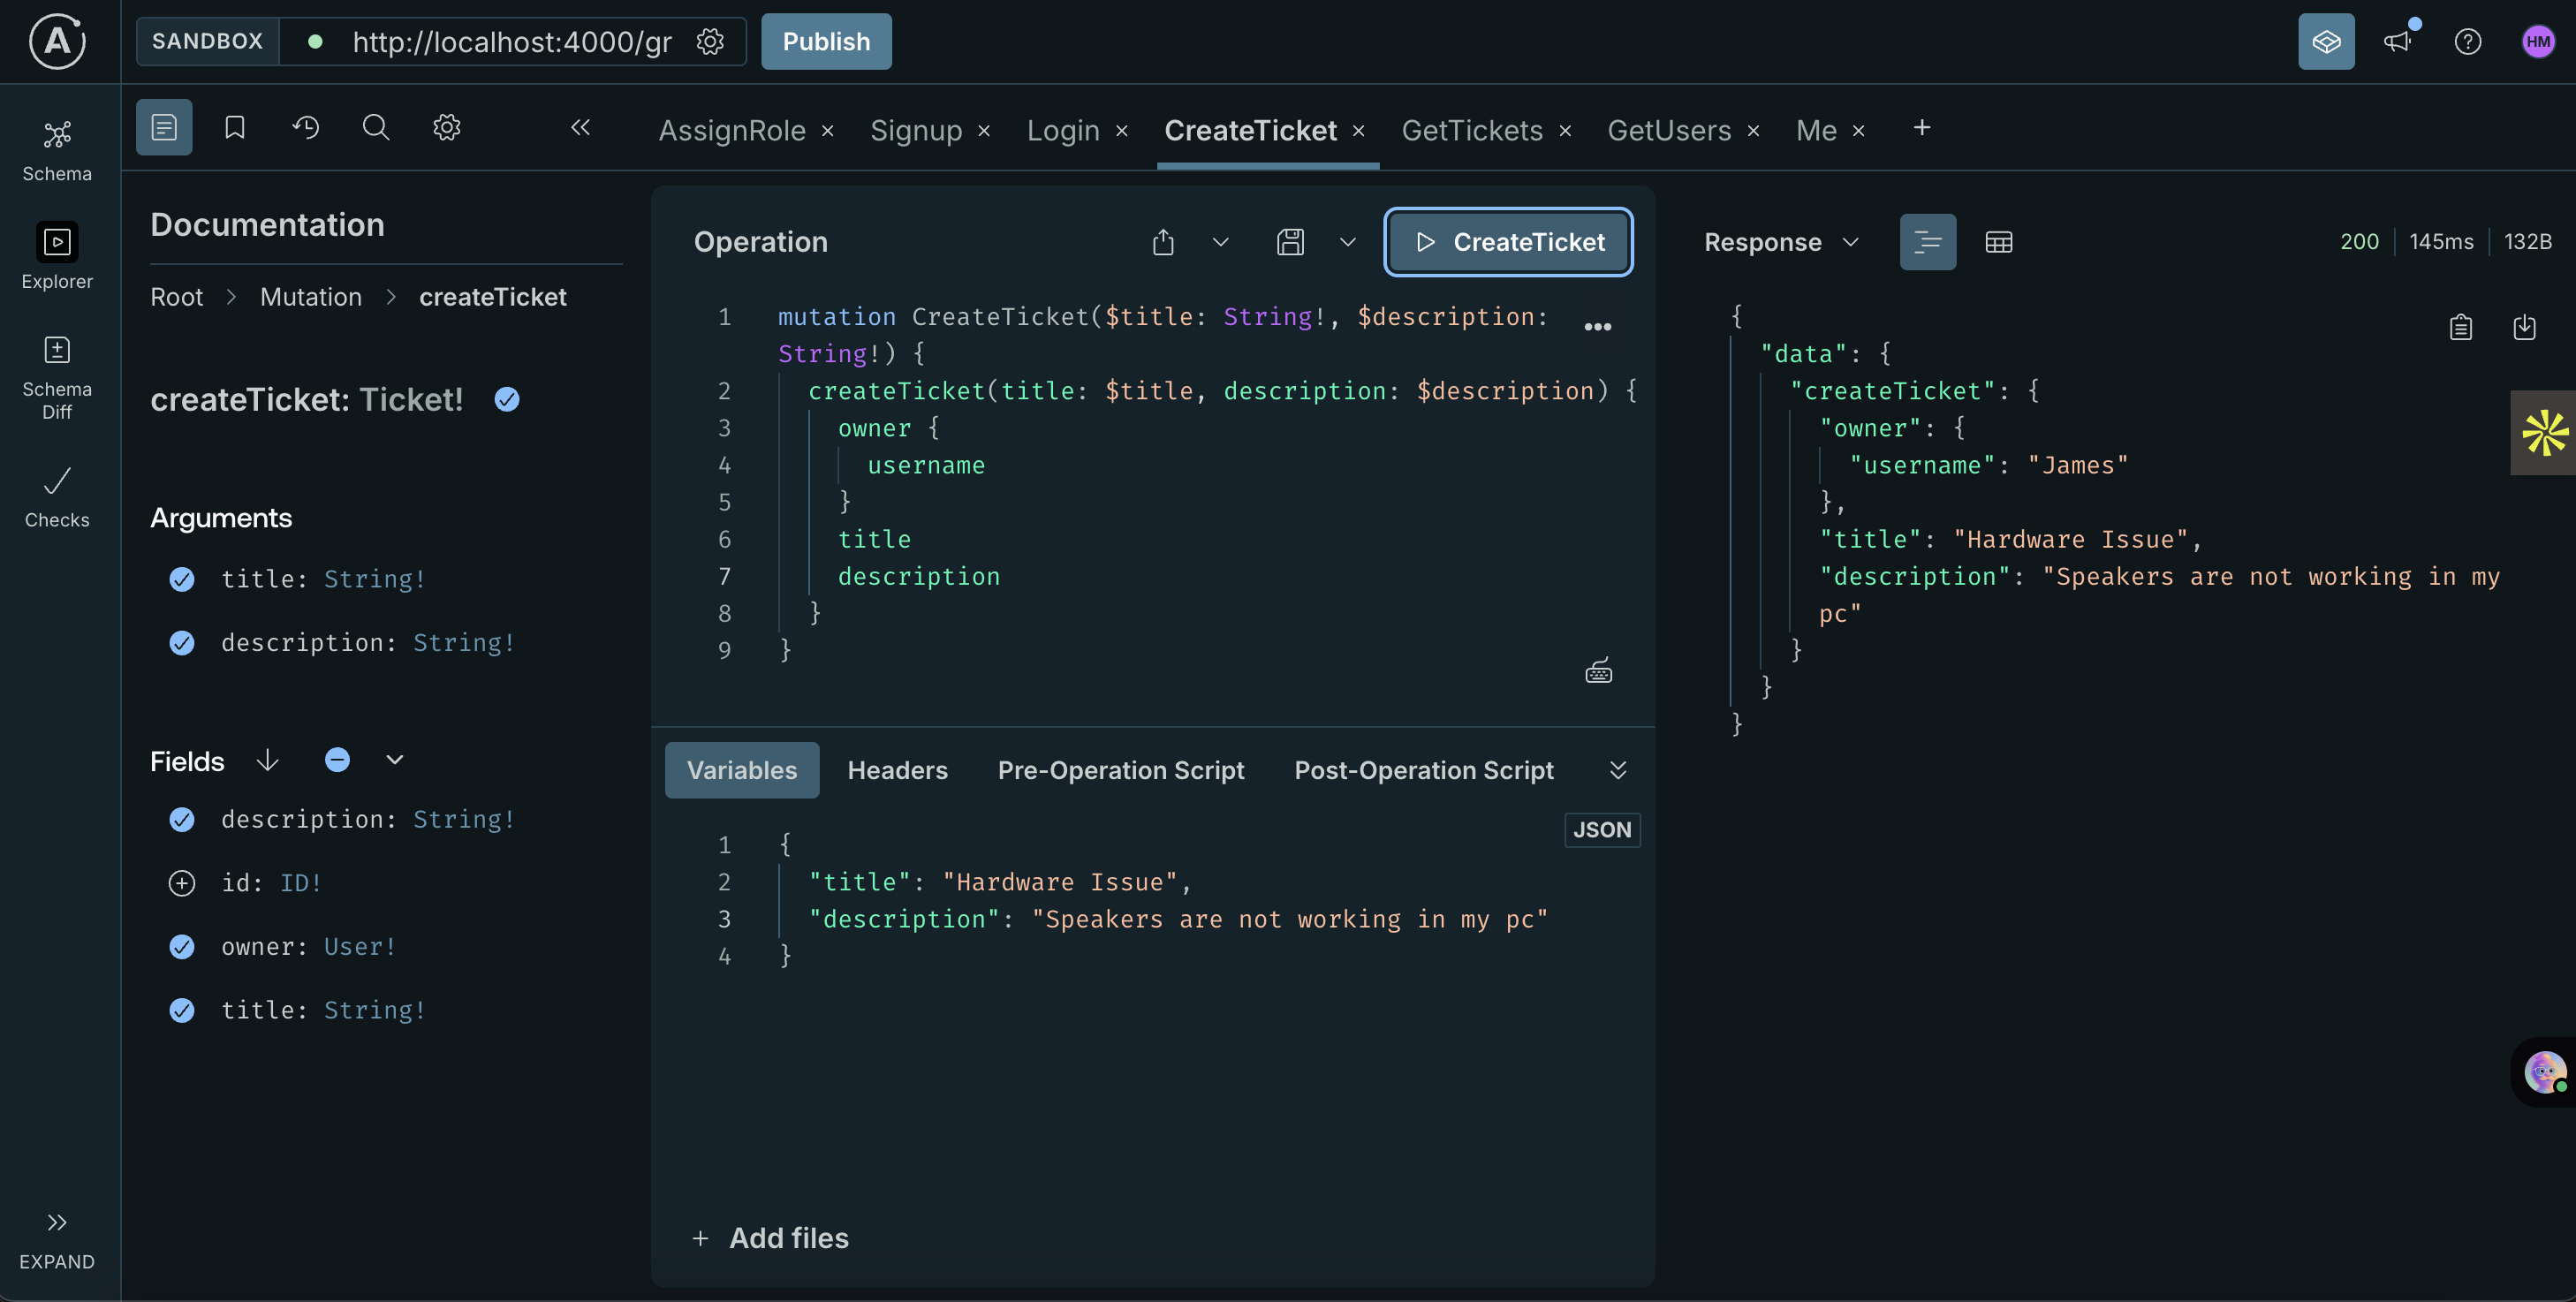 A
SANDBOX
http://localhost:4000/gr
Publish
HM
Schema
Explorer
Schema
Diff
Checks
EXPAND
AssignRole ×
Signup ×
Login ×
CreateTicket ×
GetTickets ×
GetUsers ×
Me ×
+
Documentation
Root > Mutation > createTicket
createTicket: Ticket!
Arguments
title: String!
description: String!
Fields
description: String!
id: ID!
owner: User!
title: String!
Operation
CreateTicket
1 mutation CreateTicket($title: String!, $description:
String!) {
2 createTicket(title: $title, description: $description) {
3 owner {
4 username
5 }
6 title
7 description
8 }
9 }
Variables
Headers
Pre-Operation Script
Post-Operation Script
JSON
1 {
2 "title": "Hardware Issue",
3 "description": "Speakers are not working in my pc"
4 }
+ Add files
Response
200
145ms
132B
{
"data": {
"createTicket": {
"owner": {
"username": "James"
},
"title": "Hardware Issue",
"description": "Speakers are not working in my
pc"
}
}
}